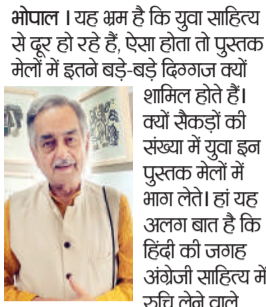 भोपाल । यह भ्रम है कि युवा साहित्य
से दूर हो रहे हैं, ऐसा होता तो पुस्तक
मेलों में इतने बड़े-बड़े दिग्गज क्यों
शामिल होते हैं।
क्यों सैकड़ों की
संख्या में युवा इन
पुस्तक मेलों में
भाग लेते। हां यह
अलग बात है कि
हिंदी की जगह
अंग्रेजी साहित्य में
रुचि लेने वाले